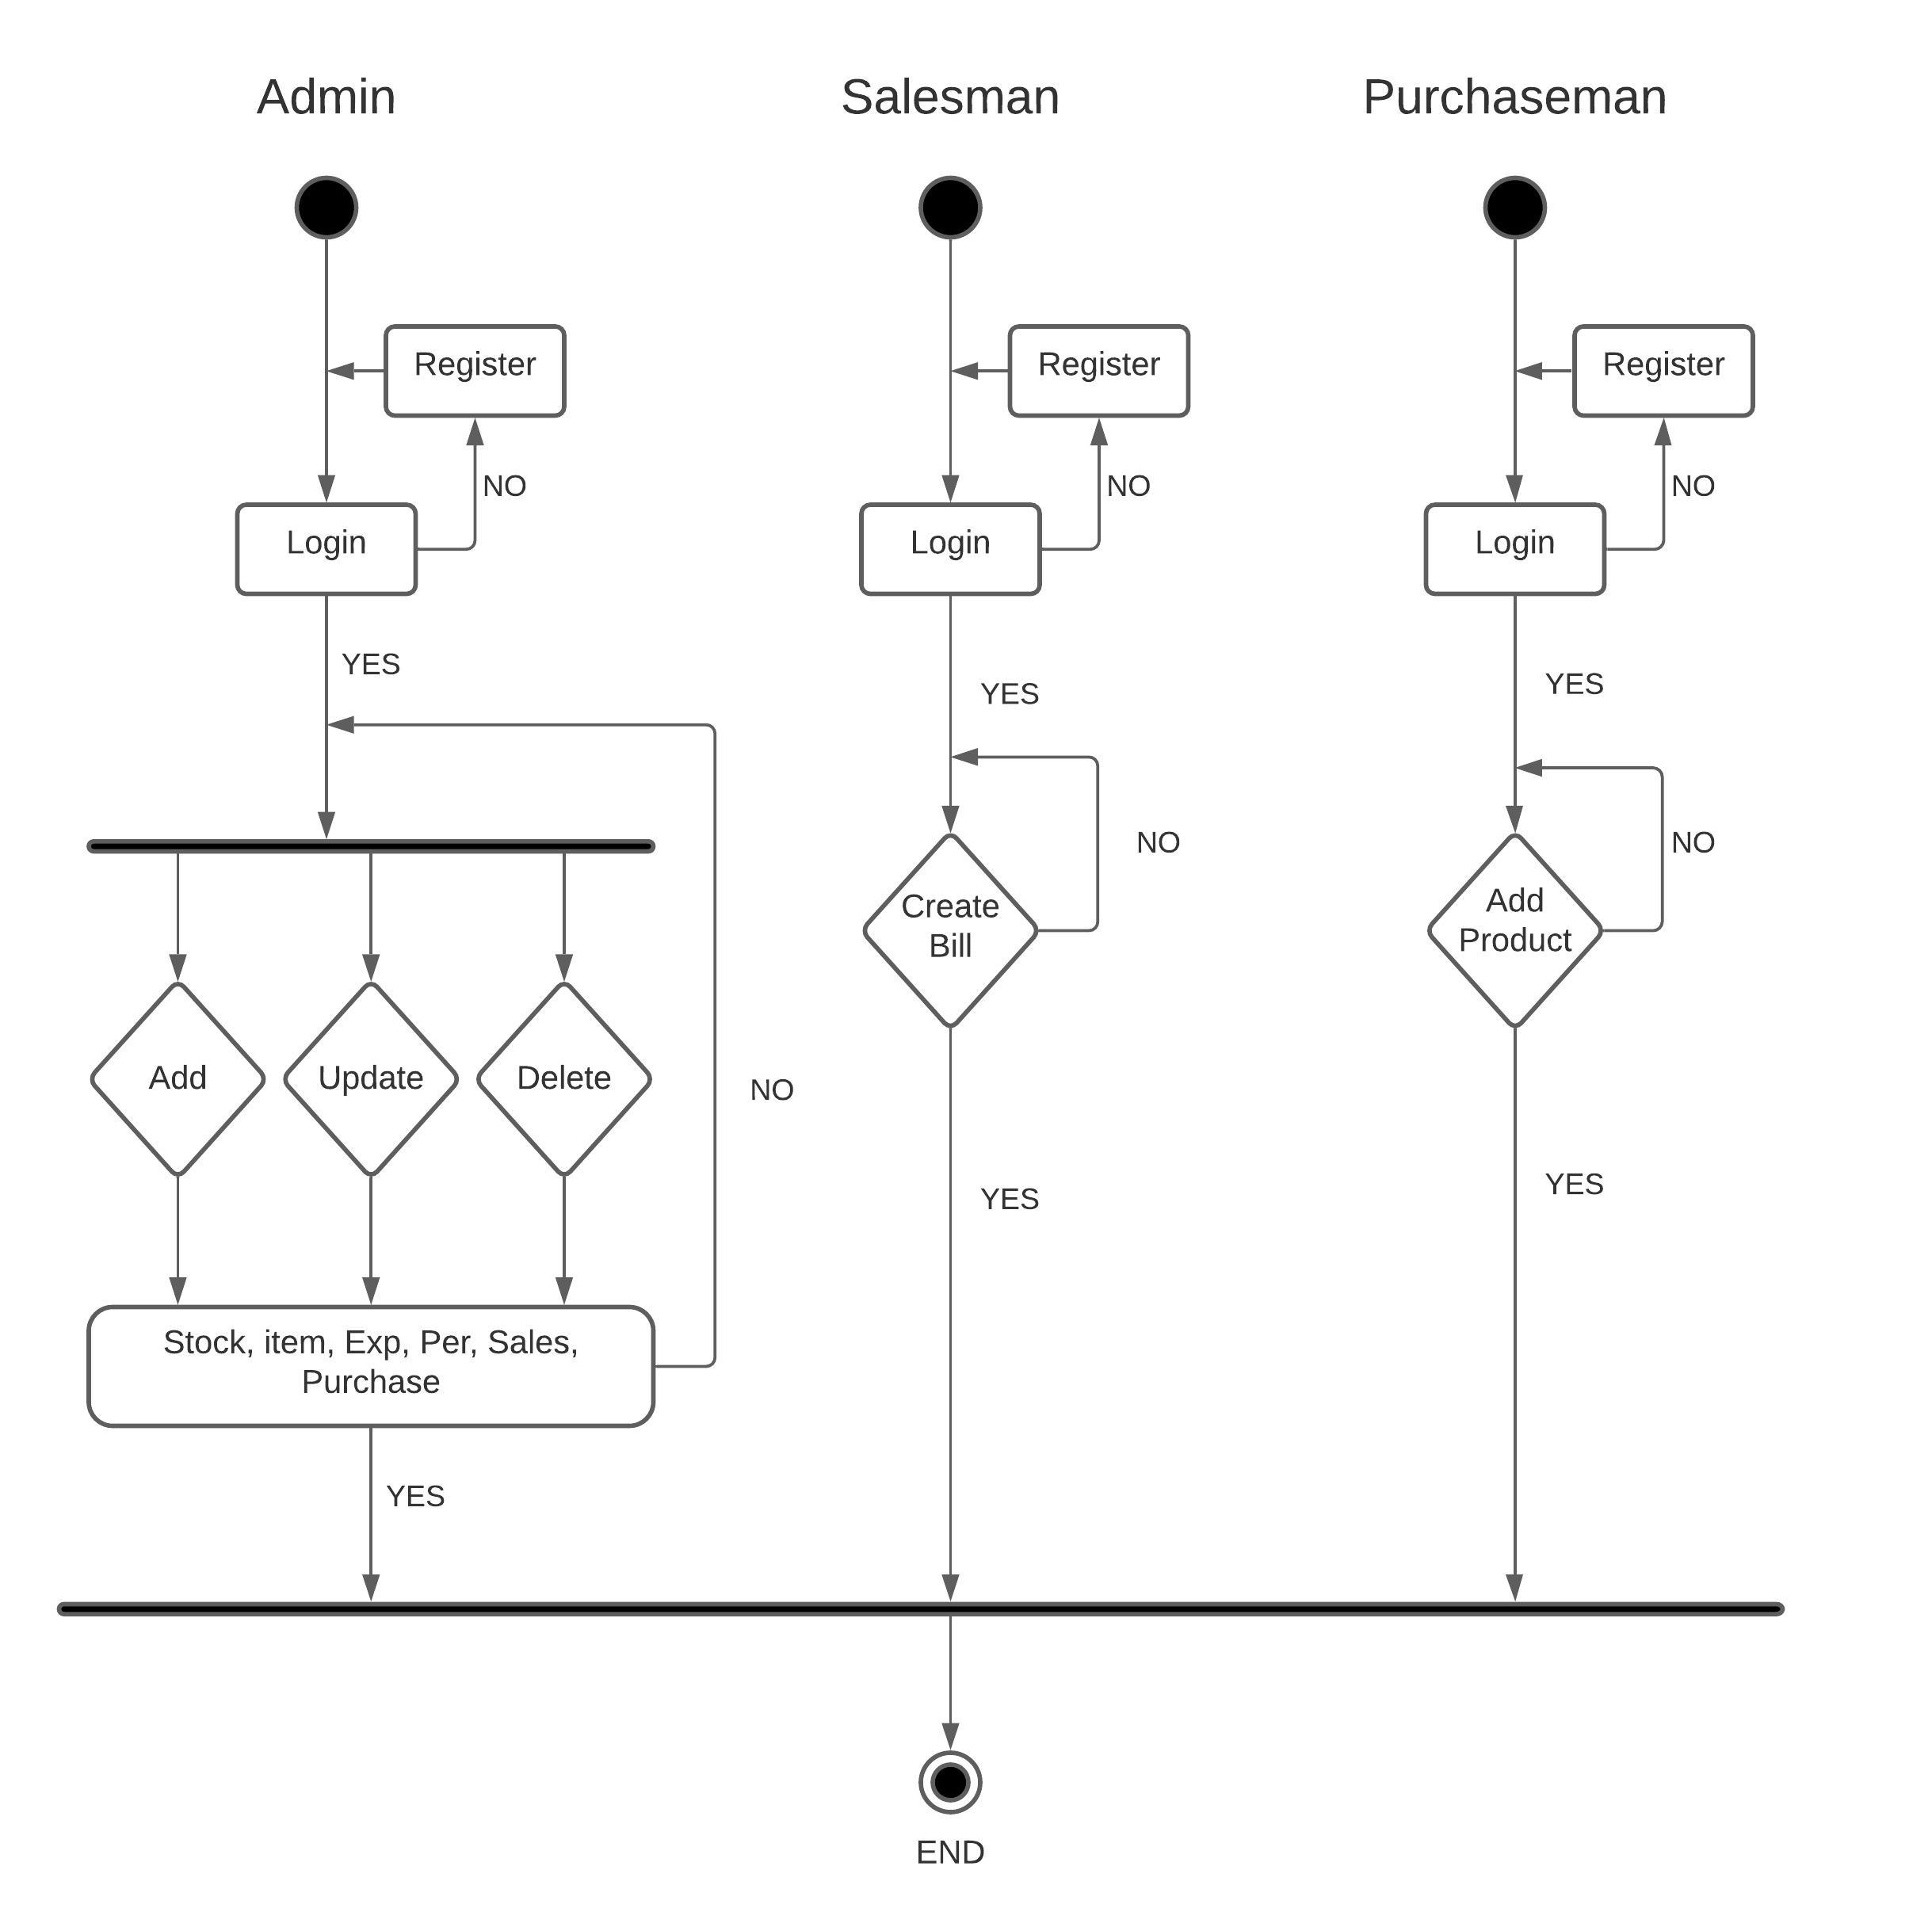 Admin
Salesman
Purchaseman
Register
Register
Register
NO
NO
NO
Login
Login
Login
YES
YES
YES
NO
NO
Create
Bill
Add
Product
Add
Update
Delete
NO
YES
YES
Stock, item, Exp, Per, Sales,
Purchase
YES
END